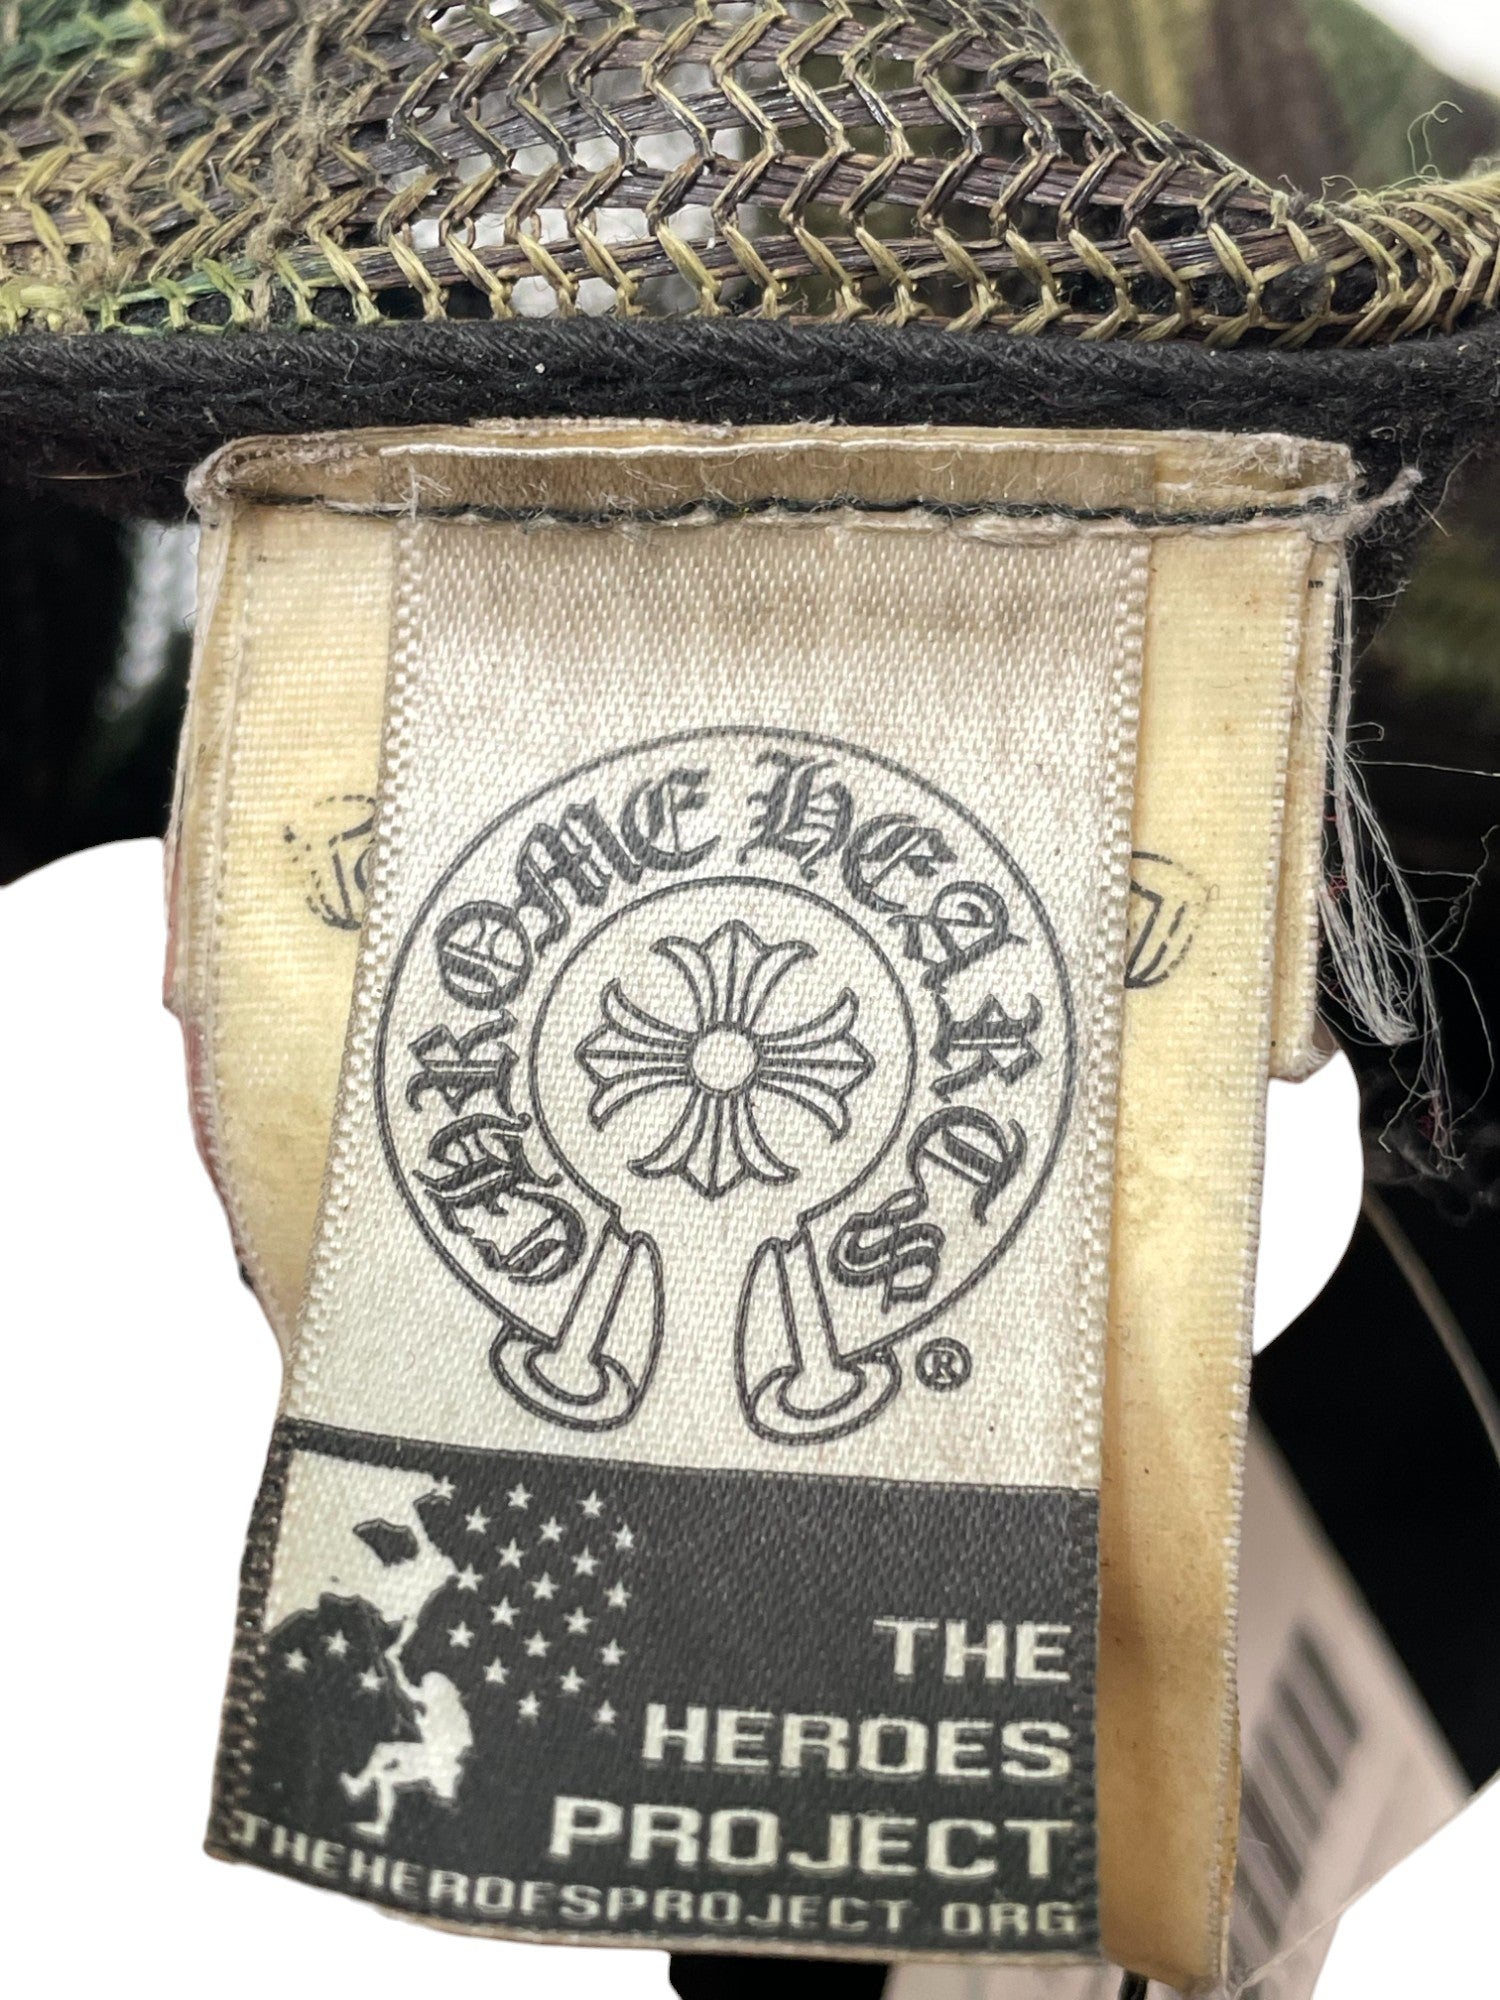 CHROME HEARTS
®
THE
HEROES
PROJECT
THEHEROESPROJECT.ORG